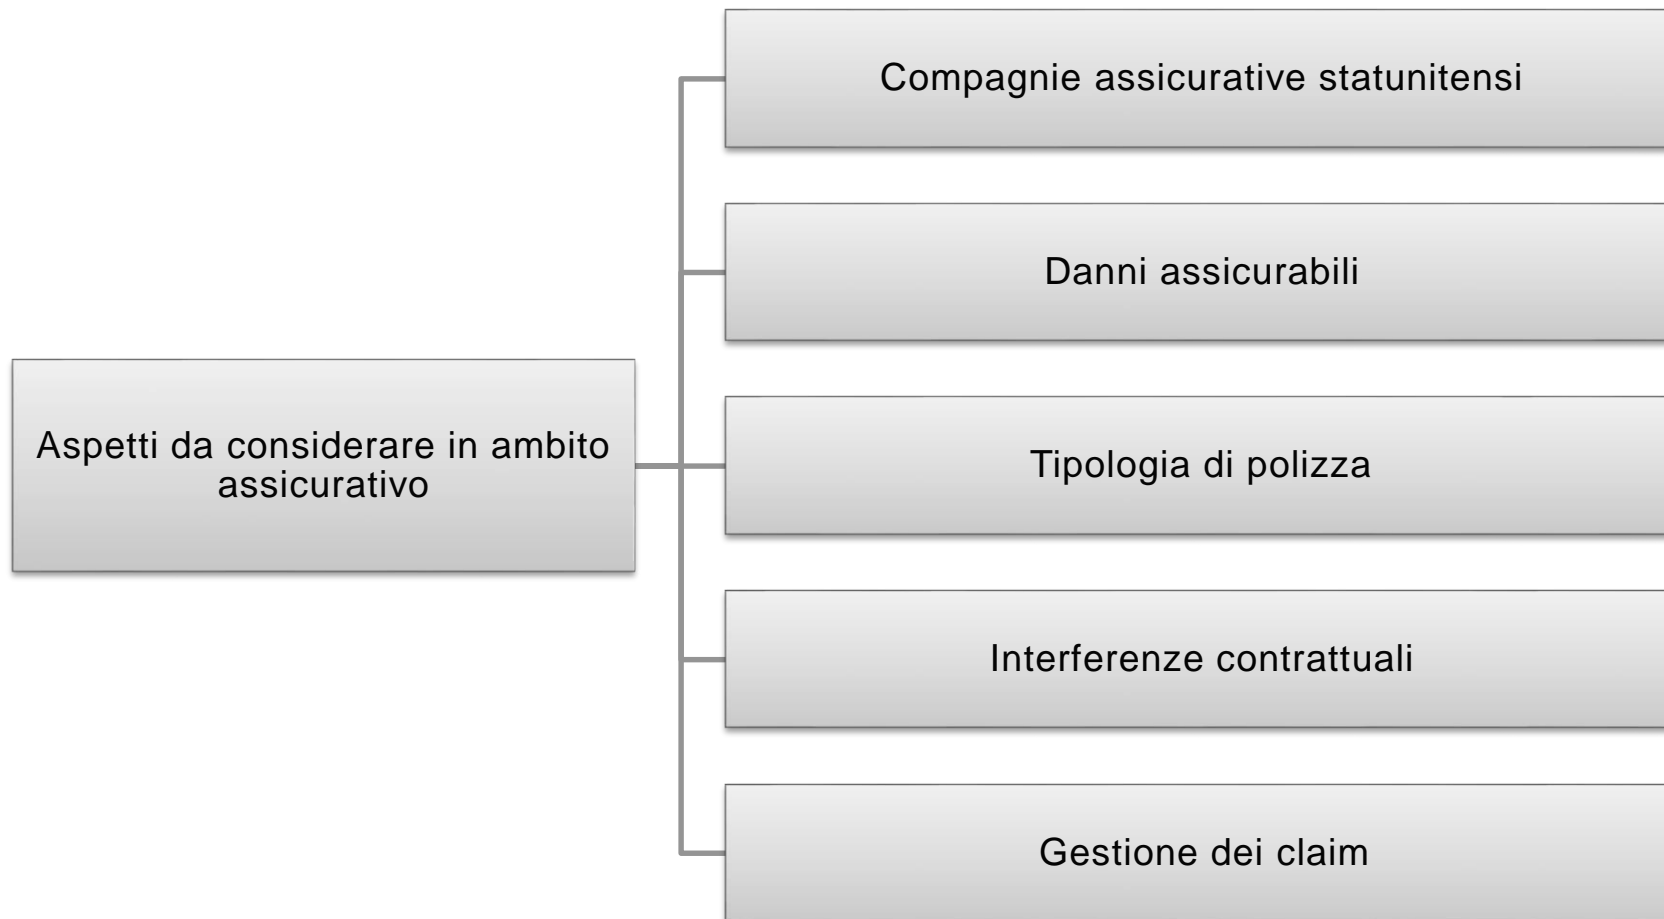 Compagnie assicurative statunitensi
Danni assicurabili
Aspetti da considerare in ambito
assicurativo
Tipologia di polizza
Interferenze contrattuali
Gestione dei claim